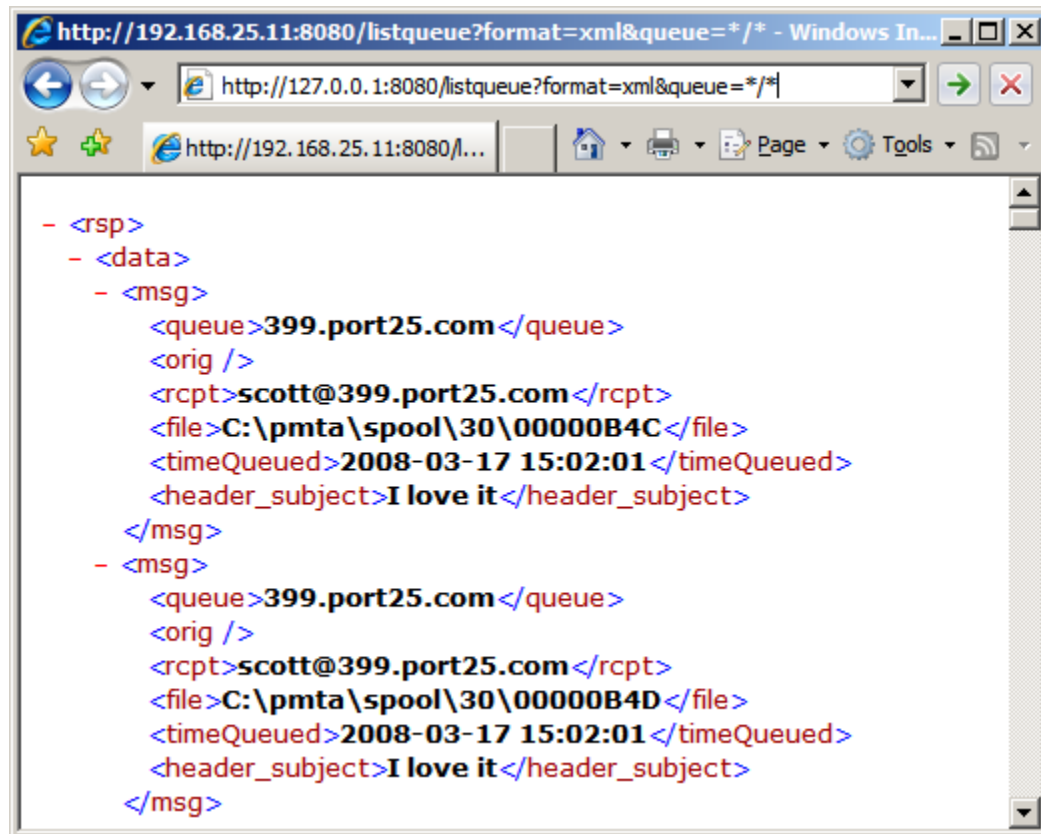 http://192.168.25.11:8080/listqueue?format=xml&queue=*/* - Windows In...
http://127.0.0.1:8080/listqueue?format=xml&queue=*/*
http://192.168.25.11:8080/l...
Page
Tools
- <rsp>
- <data>
- <msg>
<queue>399.port25.com</queue>
<orig />
<rcpt>scott@399.port25.com</rcpt>
<file>C:\pmta\spool\30\00000B4C</file>
<timeQueued>2008-03-17 15:02:01</timeQueued>
<header_subject>I love it</header_subject>
</msg>
- <msg>
<queue>399.port25.com</queue>
<orig />
<rcpt>scott@399.port25.com</rcpt>
<file>C:\pmta\spool\30\00000B4D</file>
<timeQueued>2008-03-17 15:02:01</timeQueued>
<header_subject>I love it</header_subject>
</msg>